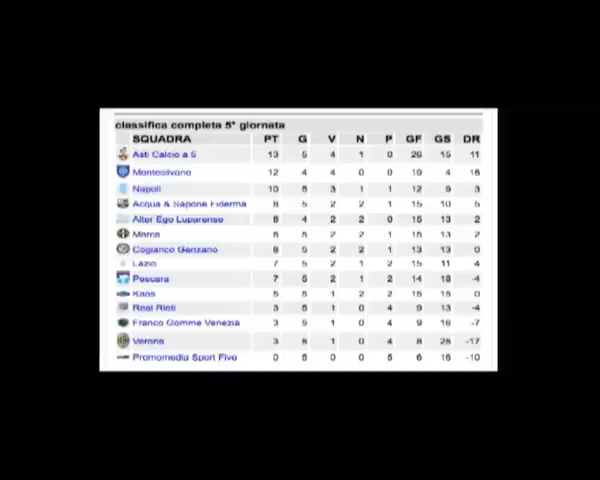 classifica completa 5° giornata
SQUADRA PT G V N P GF GS DR
Asti Calcio a 5 13 5 4 1 0 26 15 11
Montesilvano 12 4 4 0 0 19 4 15
Napoli 10 5 3 1 1 12 9 3
Acqua & Sapone Fiderma 8 5 2 2 1 15 10 5
Alter Ego Luparense 8 4 2 2 0 15 13 2
Marca 8 5 2 2 1 15 13 2
Cogianco Genzano 8 5 2 2 1 13 13 0
Lazio 7 5 2 1 2 15 11 4
Pescara 7 5 2 1 2 14 18 -4
Kaos 5 5 1 2 2 15 15 0
Real Rieti 3 5 1 0 4 9 13 -4
Franco Gomme Venezia 3 5 1 0 4 9 16 -7
Verona 3 5 1 0 4 8 25 -17
Promomedia Sport Five 0 5 0 0 5 6 16 -10